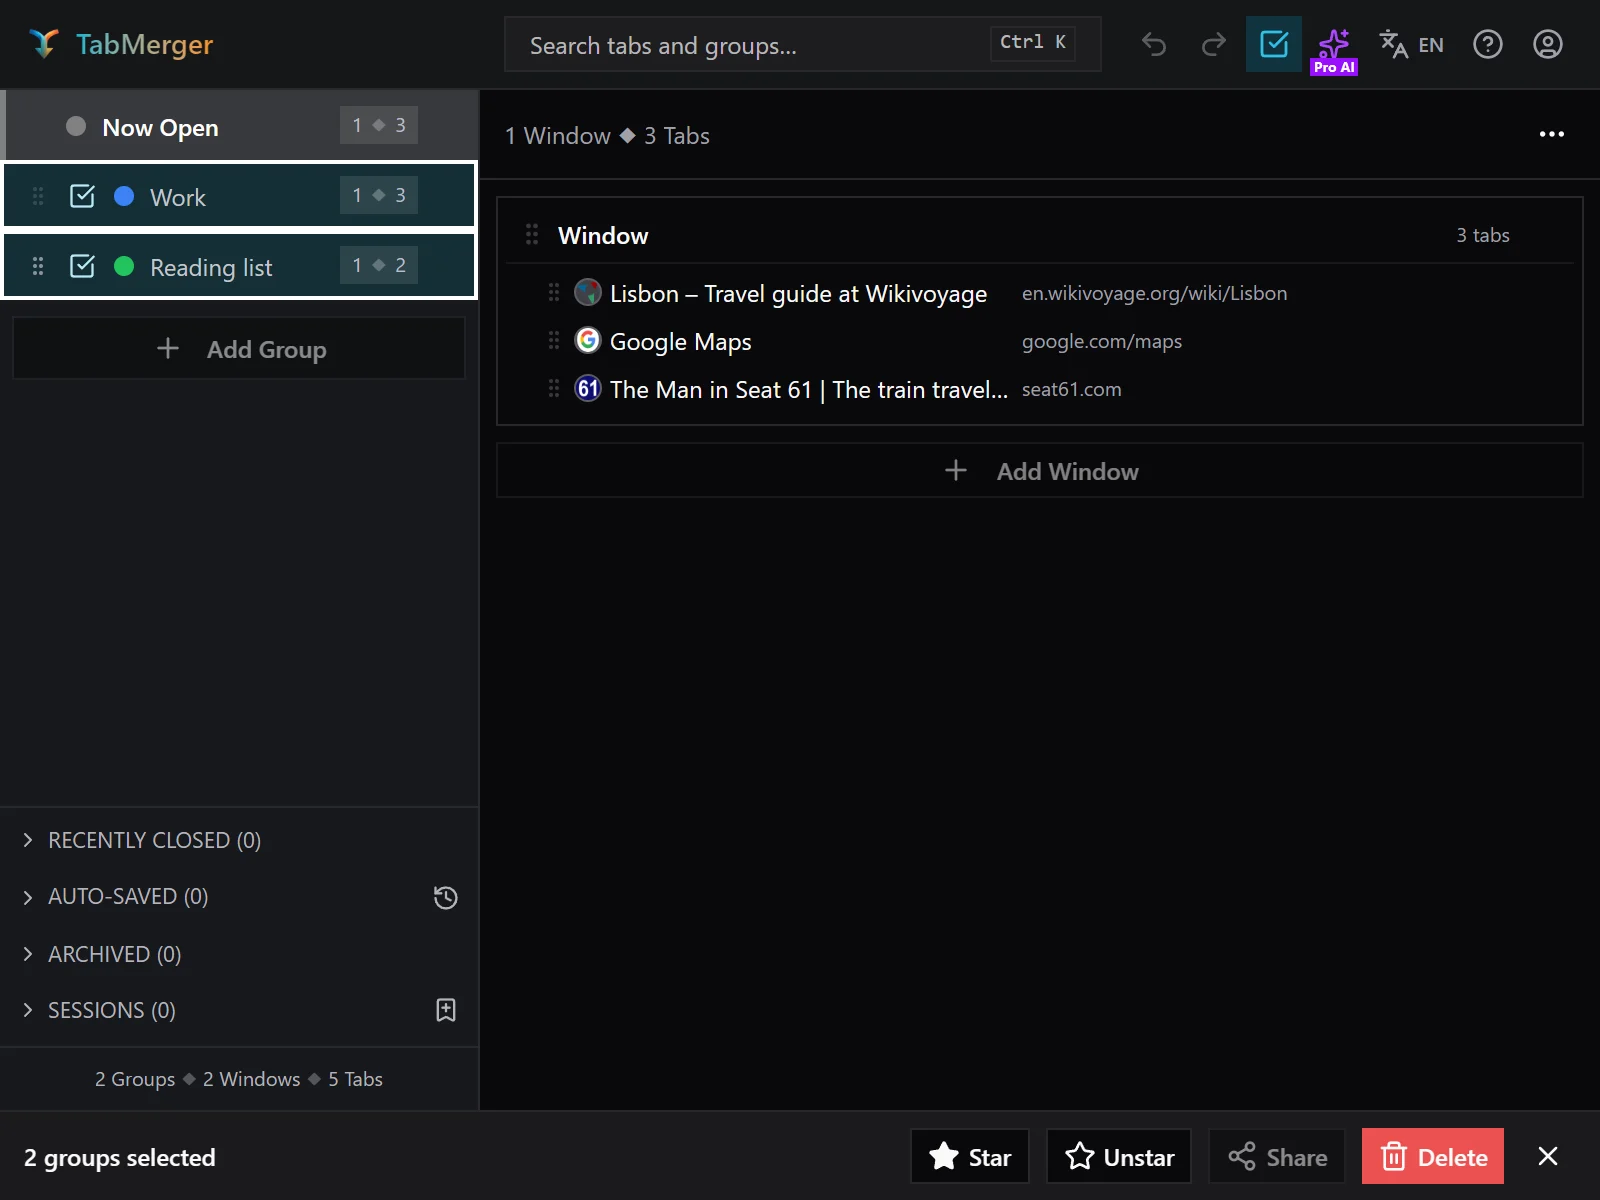 TabMerger
Search tabs and groups...
Ctrl K
Pro AI
EN
Now Open
1 ◆ 3
Work
1 ◆ 3
Reading list
1 ◆ 2
Add Group
RECENTLY CLOSED (0)
AUTO-SAVED (0)
ARCHIVED (0)
SESSIONS (0)
2 Groups ◆ 2 Windows ◆ 5 Tabs
1 Window ◆ 3 Tabs
Window
3 tabs
Lisbon – Travel guide at Wikivoyage
en.wikivoyage.org/wiki/Lisbon
Google Maps
google.com/maps
61
The Man in Seat 61 | The train travel...
seat61.com
Add Window
2 groups selected
Star
Unstar
Share
Delete